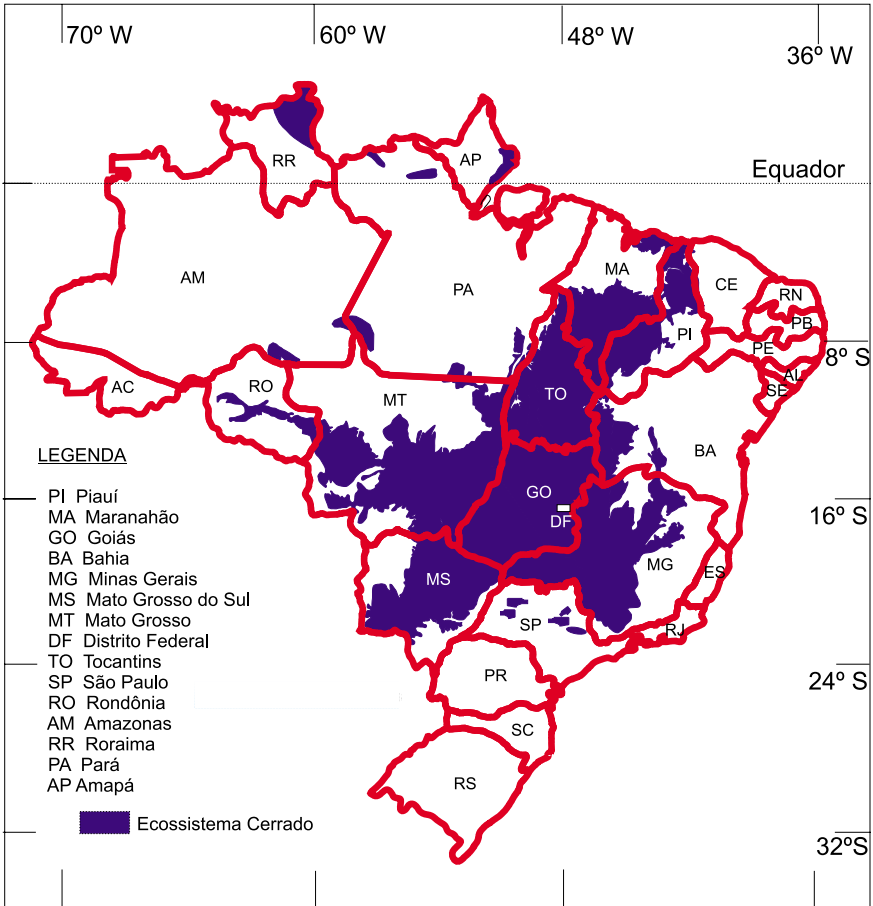 70º W
60º W
48º W
36º W
Equador
RR
AP
AM
PA
MA
CE
RN
PB
PI
PE
8º S
AL
SE
AC
RO
MT
TO
BA
LEGENDA
GO
DF
16º S
PI Piauí
MA Maranahão
GO Goiás
BA Bahia
MG Minas Gerais
MS Mato Grosso do Sul
MT Mato Grosso
DF Distrito Federal
TO Tocantins
SP São Paulo
RO Rondônia
AM Amazonas
RR Roraima
PA Pará
AP Amapá
MS
MG
ES
SP
RJ
PR
24º S
SC
RS
Ecossistema Cerrado
32ºS